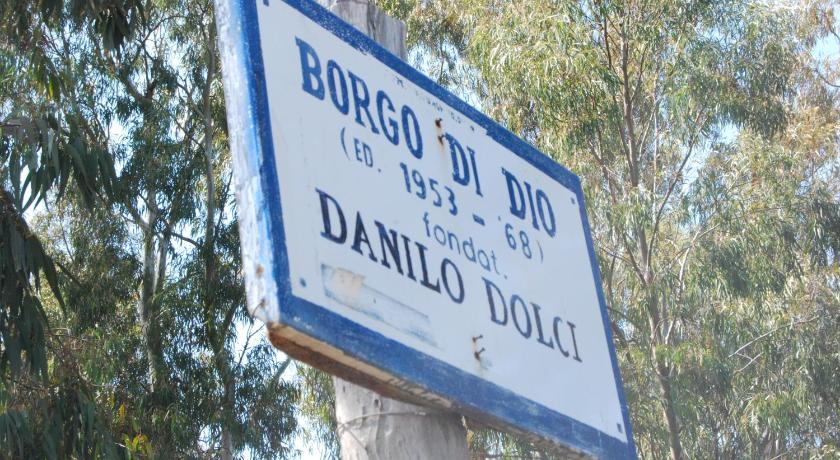 BORGO DI DIO
(ED. 1953 - '68)
fondat.
DANILO DOLCI